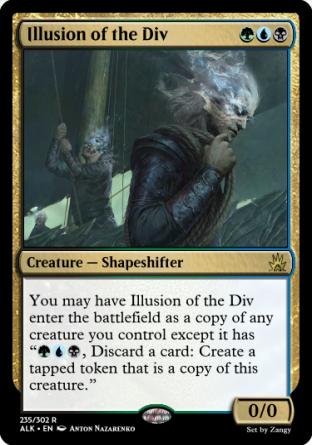 Illusion of the Div
Creature — Shapeshifter
You may have Illusion of the Div
enter the battlefield as a copy of any
creature you control except it has
“, Discard a card: Create a
tapped token that is a copy of this
creature.”
0/0
235/302 R
ALK • EN Anton Nazarenko
Set by Zangy